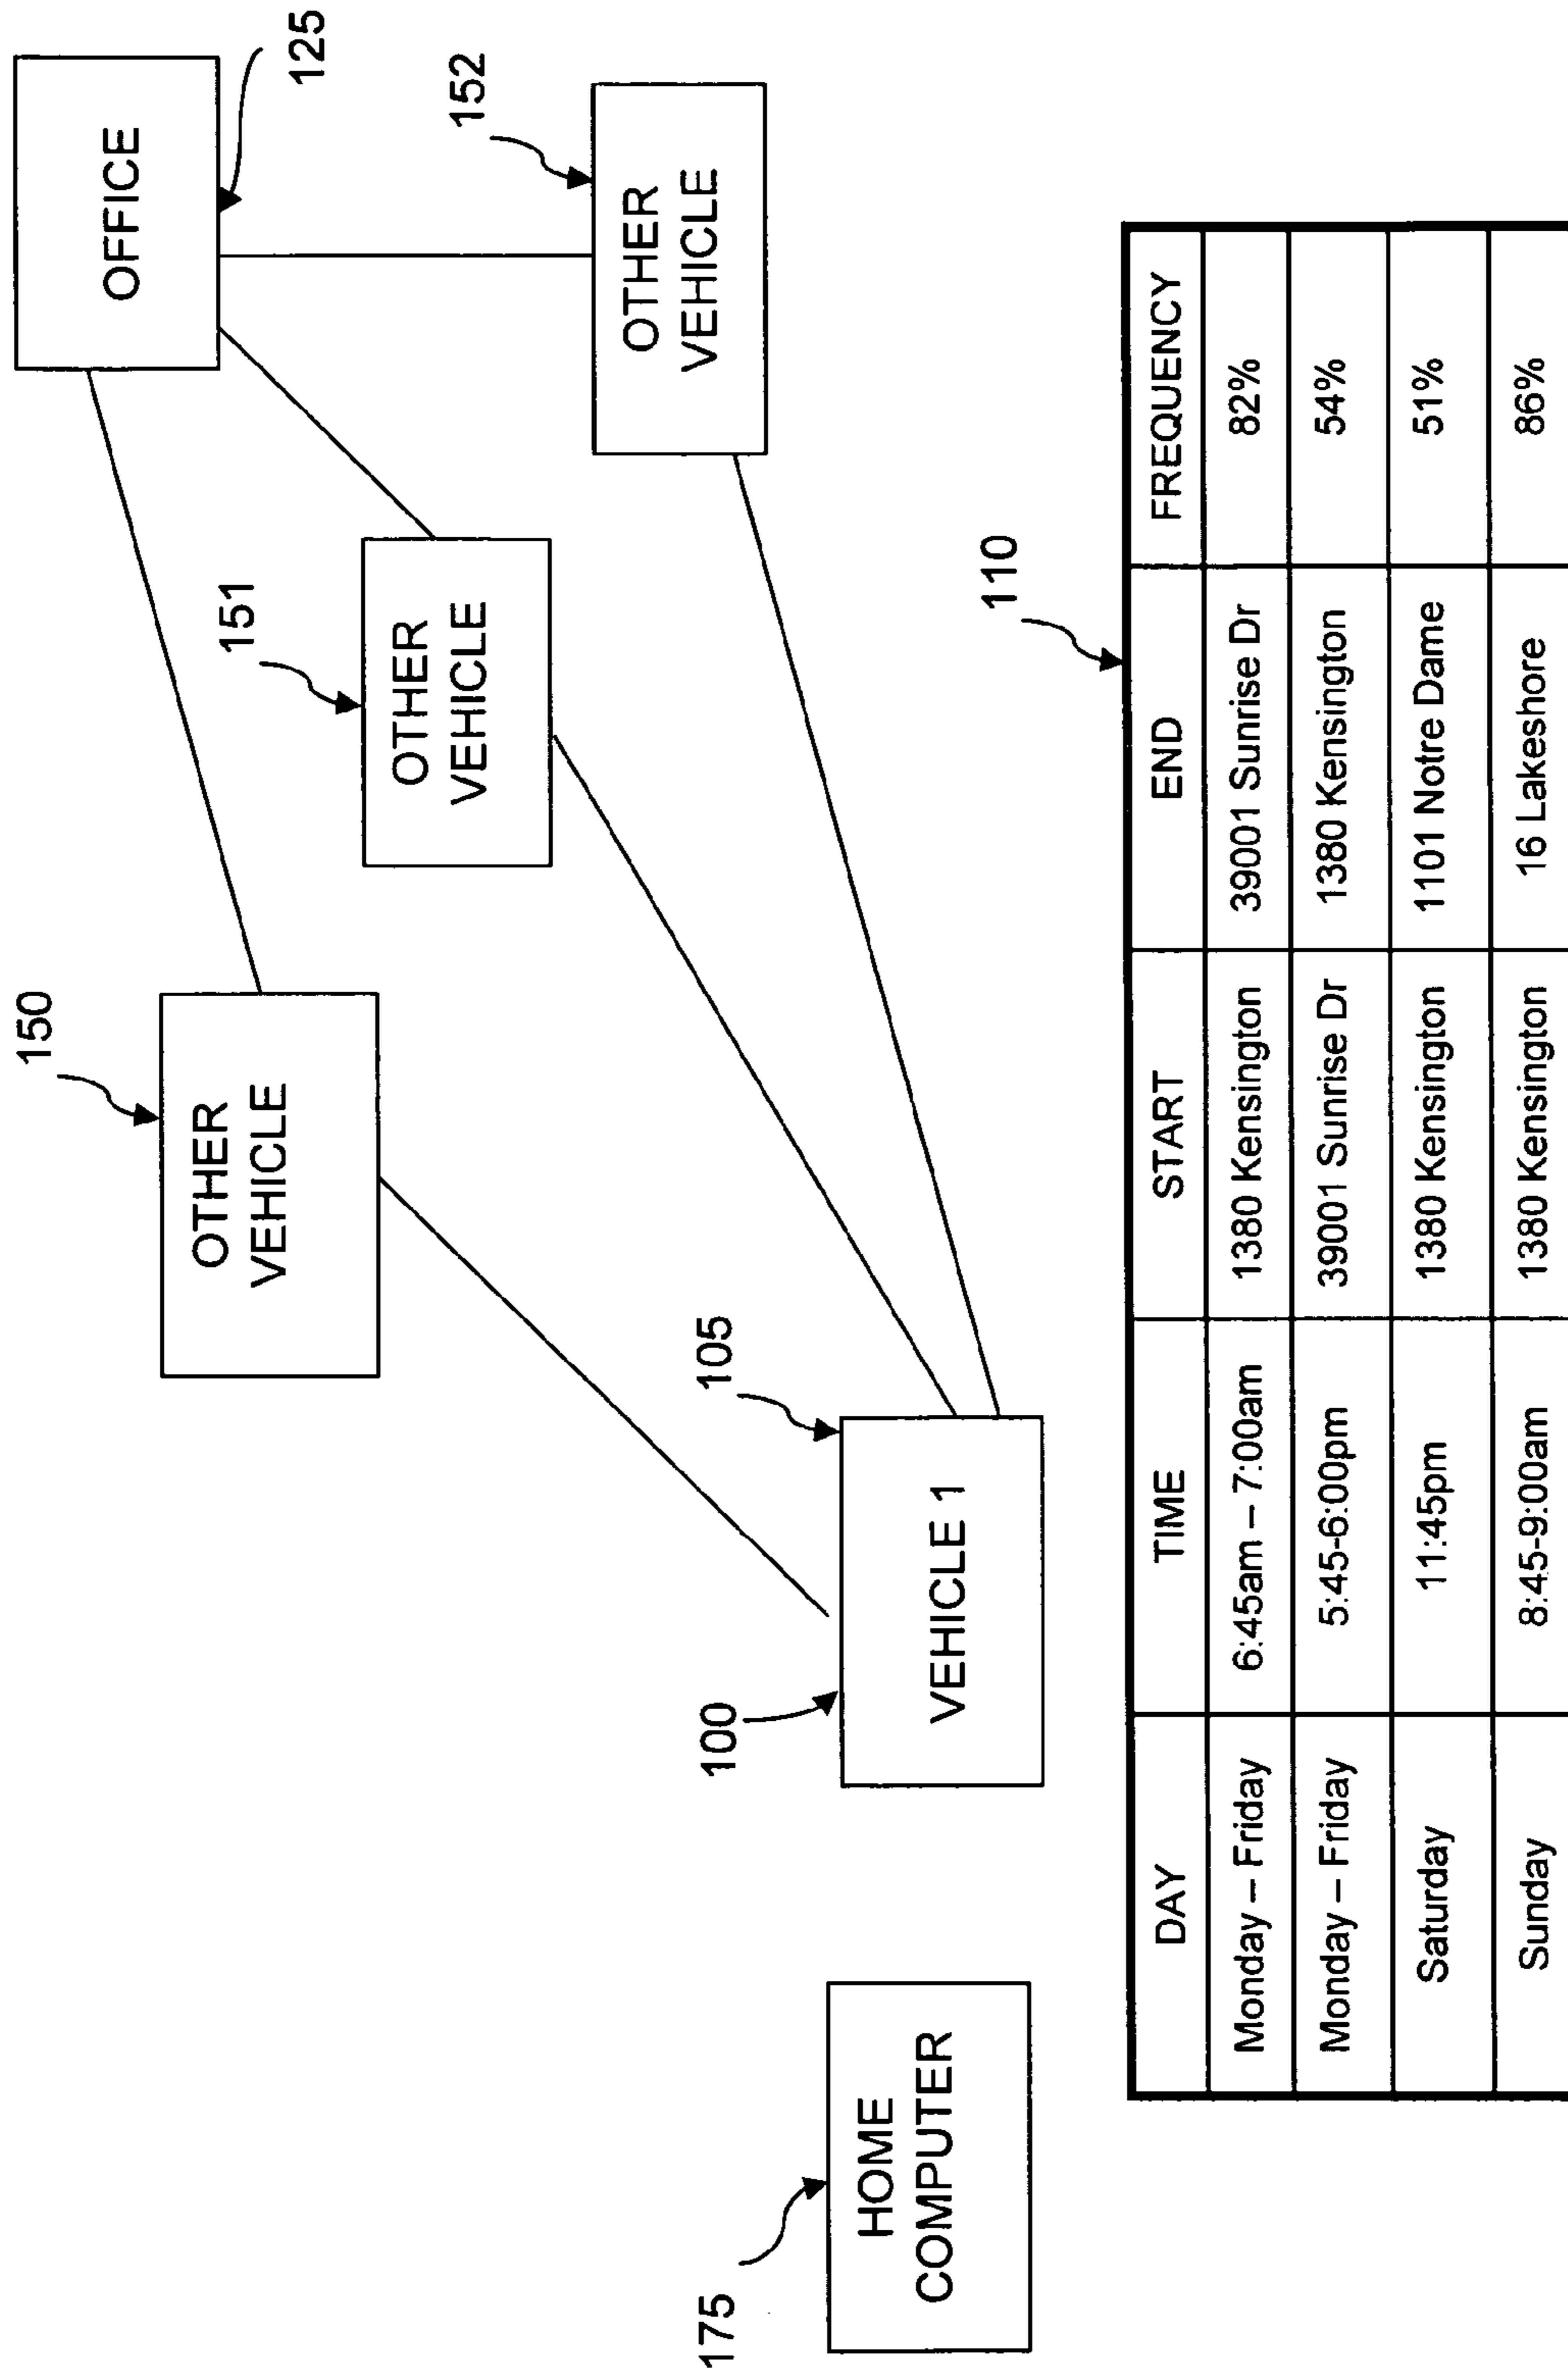 150
OTHER
VEHICLE
OFFICE
125
151
OTHER
VEHICLE
152
OTHER
VEHICLE
175
HOME
COMPUTER
100
VEHICLE 1
105
110
DAY TIME START END FREQUENCY
Monday – Friday 6:45am – 7:00am 1380 Kensington 39001 Sunrise Dr 82%
Monday – Friday 5:45-6:00pm 39001 Sunrise Dr 1380 Kensington 54%
Saturday 11:45pm 1380 Kensington 1101 Notre Dame 51%
Sunday 8:45-9:00am 1380 Kensington 16 Lakeshore 86%